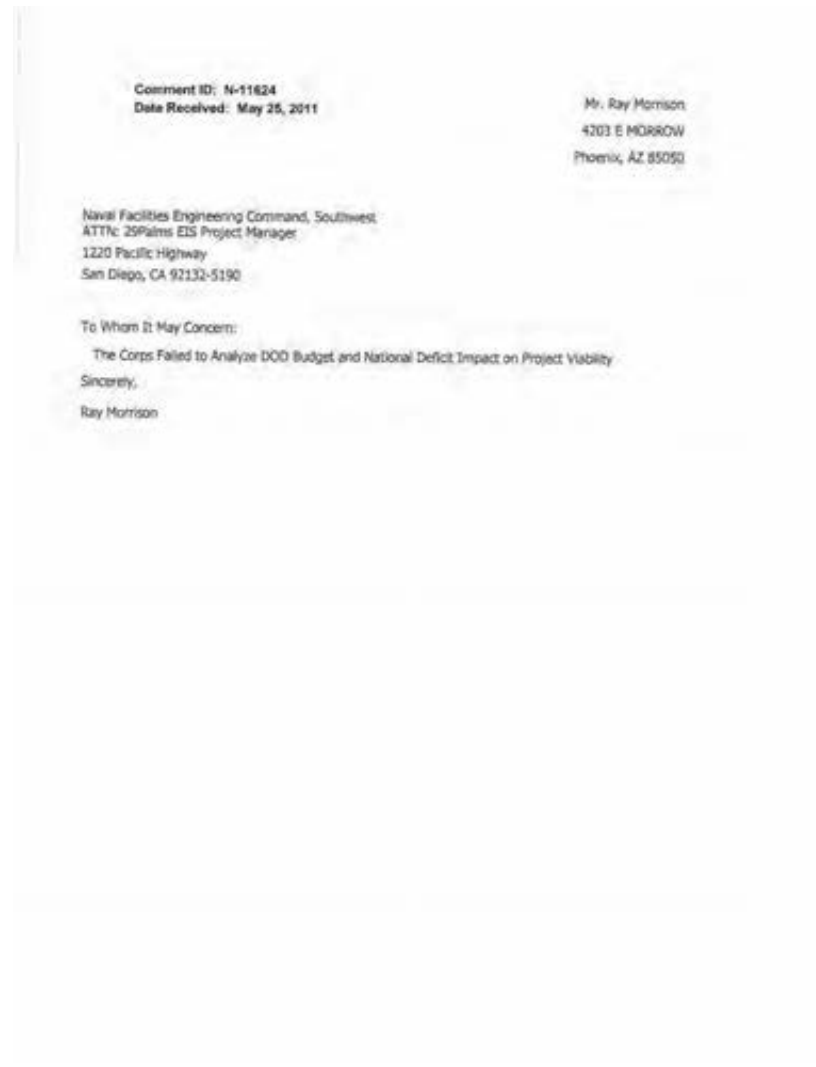 Comment ID: N-11624
Date Received: May 25, 2011
Mr. Ray Morrison
4203 E MORROW
Phoenix, AZ 85050
Naval Facilities Engineering Command, Southwest
ATTN: 29Palms EIS Project Manager
1220 Pacific Highway
San Diego, CA 92132-5190
To Whom It May Concern:
The Corps Failed to Analyze DOD Budget and National Deficit Impact on Project Viability
Sincerely,
Ray Morrison